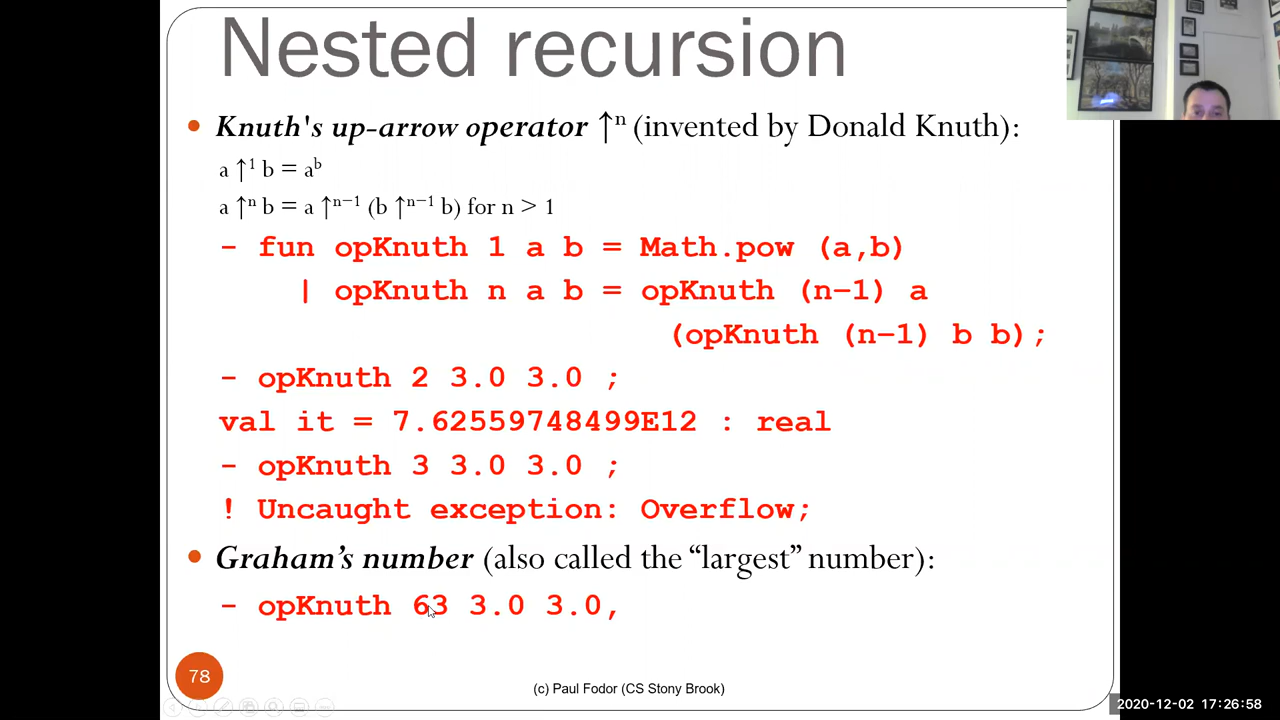 Nested recursion
• Knuth's up-arrow operator ↑ⁿ (invented by Donald Knuth):
a ↑¹ b = aᵇ
a ↑ⁿ b = a ↑ⁿ⁻¹ (b ↑ⁿ⁻¹ b) for n > 1
- fun opKnuth 1 a b = Math.pow (a,b)
| opKnuth n a b = opKnuth (n−1) a
(opKnuth (n−1) b b);
- opKnuth 2 3.0 3.0 ;
val it = 7.62559748499E12 : real
- opKnuth 3 3.0 3.0 ;
! Uncaught exception: Overflow;
• Graham’s number (also called the “largest” number):
- opKnuth 63 3.0 3.0,
78
(c) Paul Fodor (CS Stony Brook)
2020-12-02 17:26:58